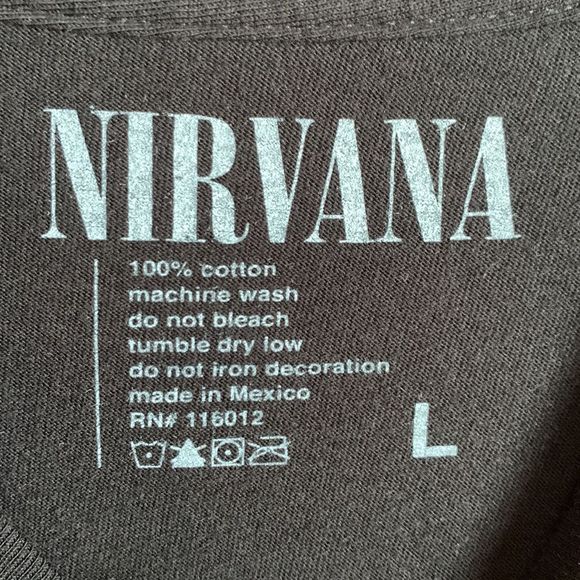 NIRVANA
100% cotton
machine wash
do not bleach
tumble dry low
do not iron decoration
made in Mexico
RN# 116012
L